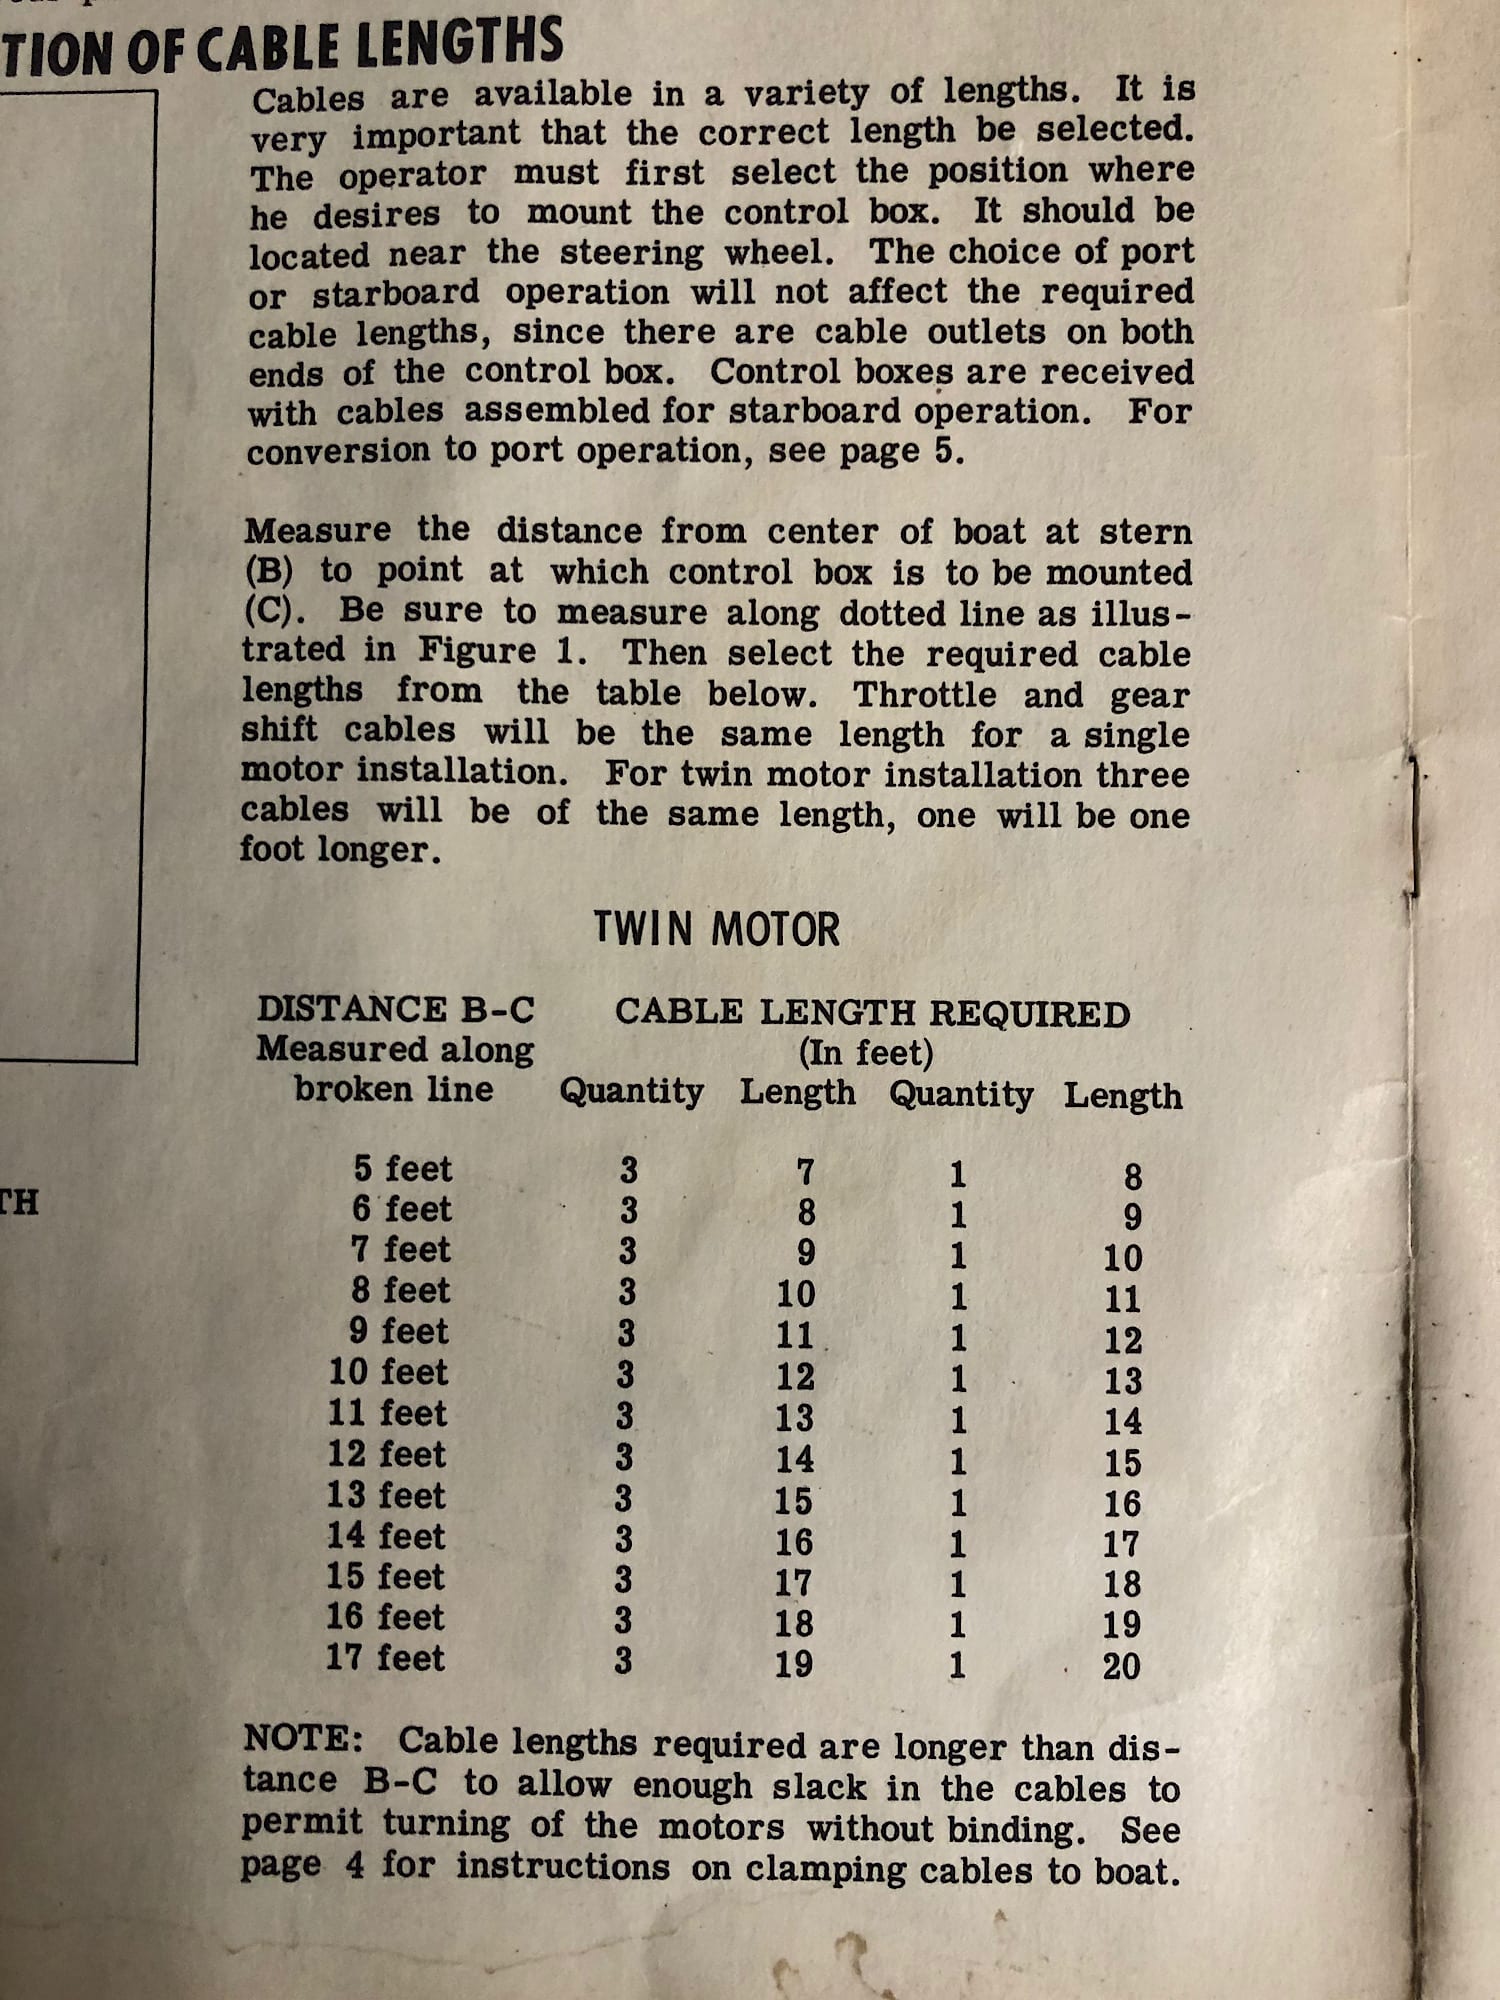 TION OF CABLE LENGTHS
Cables are available in a variety of lengths. It is
very important that the correct length be selected.
The operator must first select the position where
he desires to mount the control box. It should be
located near the steering wheel. The choice of port
or starboard operation will not affect the required
cable lengths, since there are cable outlets on both
ends of the control box. Control boxes are received
with cables assembled for starboard operation. For
conversion to port operation, see page 5.
Measure the distance from center of boat at stern
(B) to point at which control box is to be mounted
(C). Be sure to measure along dotted line as illus-
trated in Figure 1. Then select the required cable
lengths from the table below. Throttle and gear
shift cables will be the same length for a single
motor installation. For twin motor installation three
cables will be of the same length, one will be one
foot longer.
TWIN MOTOR
DISTANCE B-C CABLE LENGTH REQUIRED
Measured along (In feet)
broken line Quantity Length Quantity Length
5 feet 3 7 1 8
TH
6 feet 3 8 1 9
7 feet 3 9 1 10
8 feet 3 10 1 11
9 feet 3 11 1 12
10 feet 3 12 1 13
11 feet 3 13 1 14
12 feet 3 14 1 15
13 feet 3 15 1 16
14 feet 3 16 1 17
15 feet 3 17 1 18
16 feet 3 18 1 19
17 feet 3 19 1 20
NOTE: Cable lengths required are longer than dis-
tance B-C to allow enough slack in the cables to
permit turning of the motors without binding. See
page 4 for instructions on clamping cables to boat.